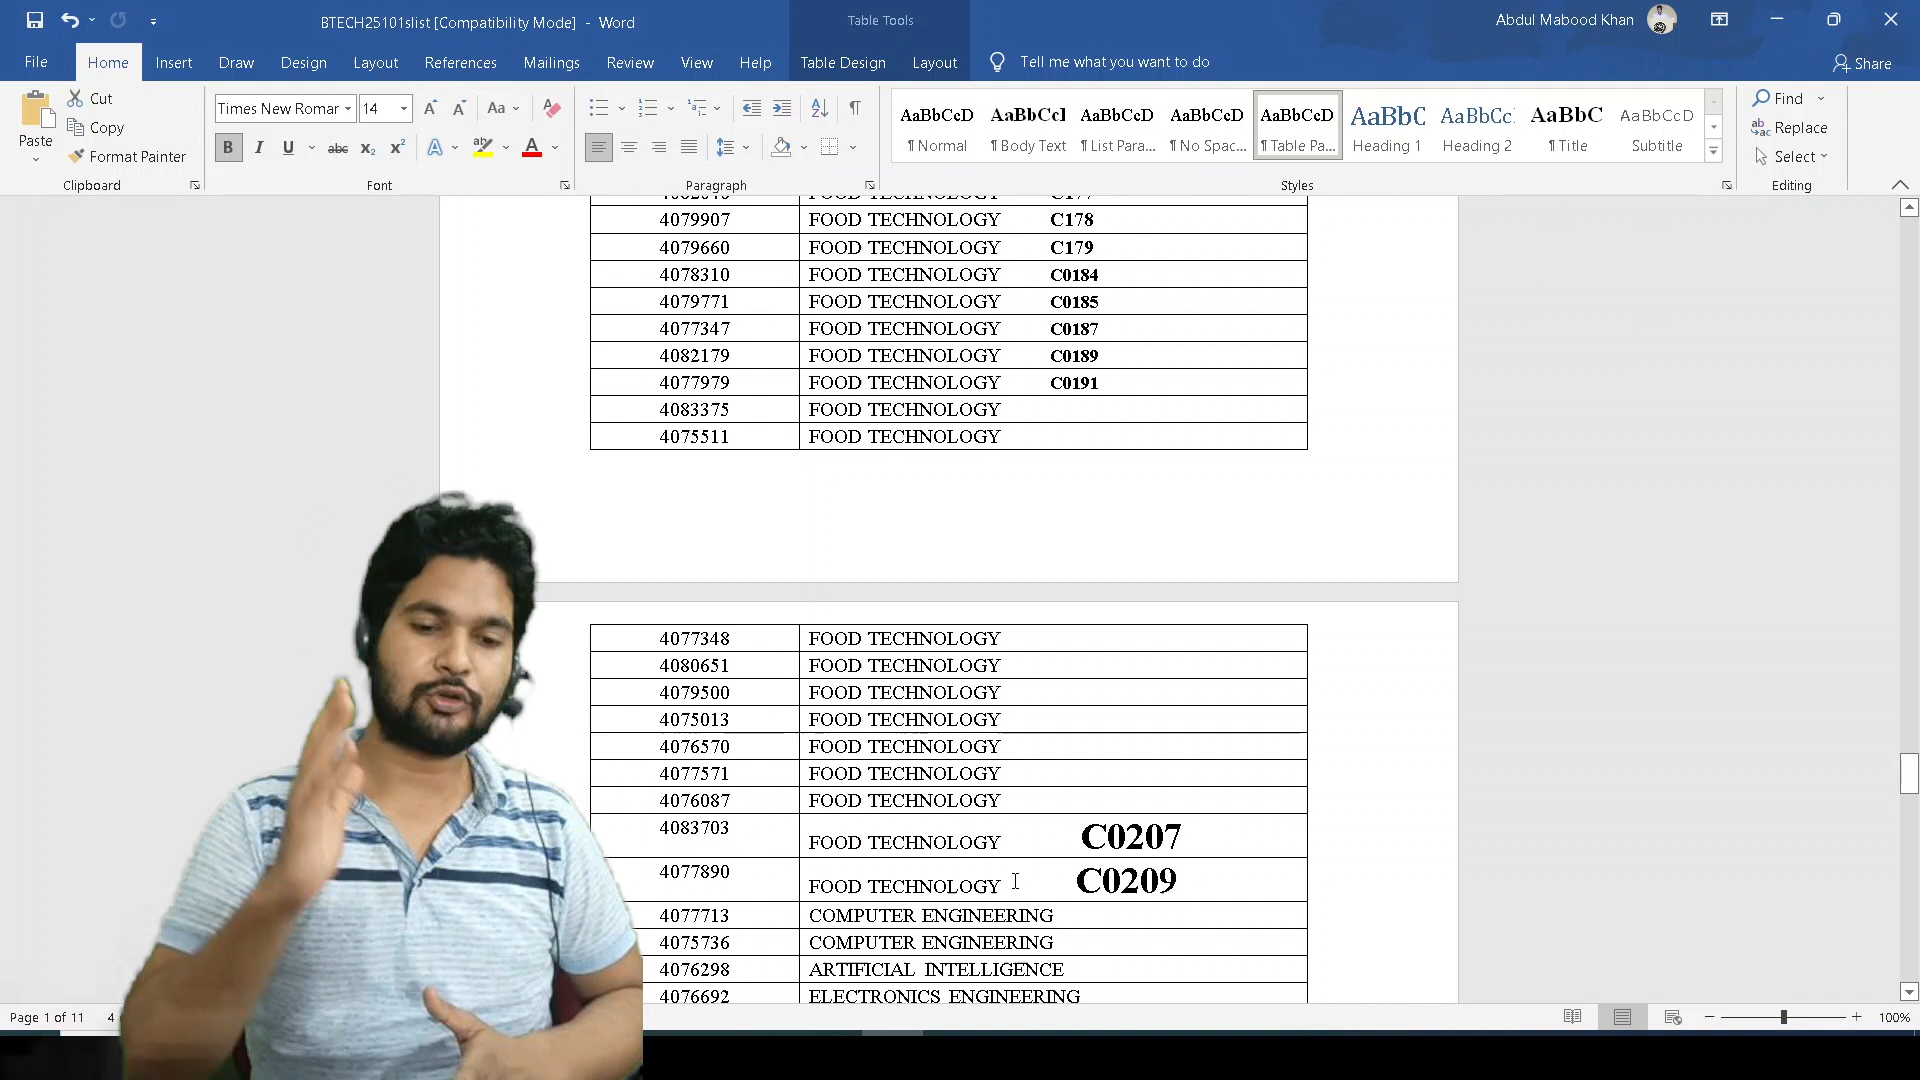 BTECH25101slist [Compatibility Mode] - Word
Table Tools
Abdul Mabood Khan
File Home Insert Draw Design Layout References Mailings Review View Help Table Design Layout Tell me what you want to do Share
Paste
Cut
Copy
Format Painter
Clipboard
Times New Roman 14 Aa
B I U abc x₂ x² A A
Font
Paragraph
AaBbCcD AaBbCcI AaBbCcD AaBbCcD AaBbCcD AaBbC AaBbCc AaBbC AaBbCcD
¶ Normal ¶ Body Text ¶ List Para... ¶ No Spac... ¶ Table Pa... Heading 1 Heading 2 ¶ Title Subtitle
Styles
Find
Replace
Select
Editing
4079907 FOOD TECHNOLOGY C178
4079660 FOOD TECHNOLOGY C179
4078310 FOOD TECHNOLOGY C0184
4079771 FOOD TECHNOLOGY C0185
4077347 FOOD TECHNOLOGY C0187
4082179 FOOD TECHNOLOGY C0189
4077979 FOOD TECHNOLOGY C0191
4083375 FOOD TECHNOLOGY
4075511 FOOD TECHNOLOGY
4077348 FOOD TECHNOLOGY
4080651 FOOD TECHNOLOGY
4079500 FOOD TECHNOLOGY
4075013 FOOD TECHNOLOGY
4076570 FOOD TECHNOLOGY
4077571 FOOD TECHNOLOGY
4076087 FOOD TECHNOLOGY
4083703 FOOD TECHNOLOGY C0207
4077890 FOOD TECHNOLOGY C0209
4077713 COMPUTER ENGINEERING
4075736 COMPUTER ENGINEERING
4076298 ARTIFICIAL INTELLIGENCE
4076692 ELECTRONICS ENGINEERING
Page 1 of 11 4
100%